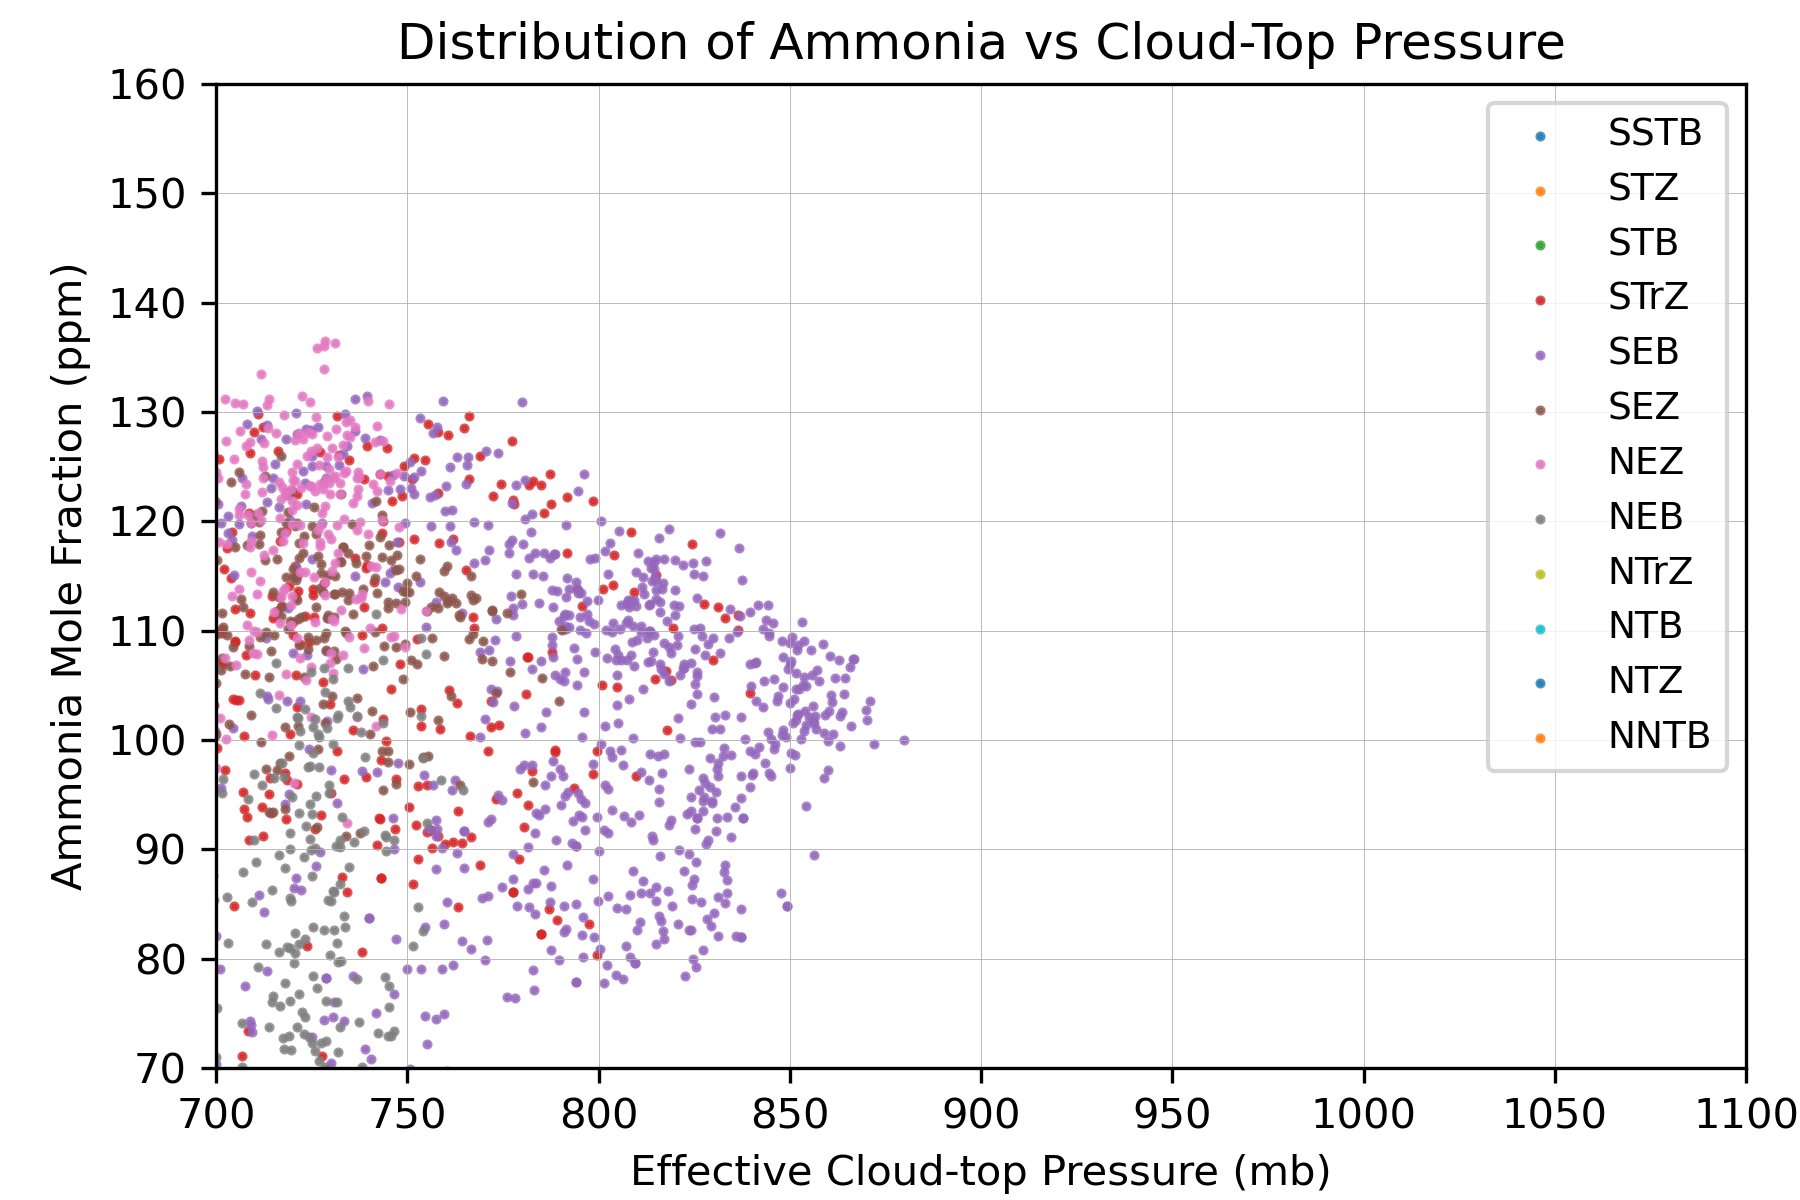 Distribution of Ammonia vs Cloud-Top Pressure
160
150
140
130
120
110
100
90
80
70
Ammonia Mole Fraction (ppm)
SSTB
STZ
STB
STrZ
SEB
SEZ
NEZ
NEB
NTrZ
NTB
NTZ
NNTB
700 750 800 850 900 950 1000 1050 1100
Effective Cloud-top Pressure (mb)